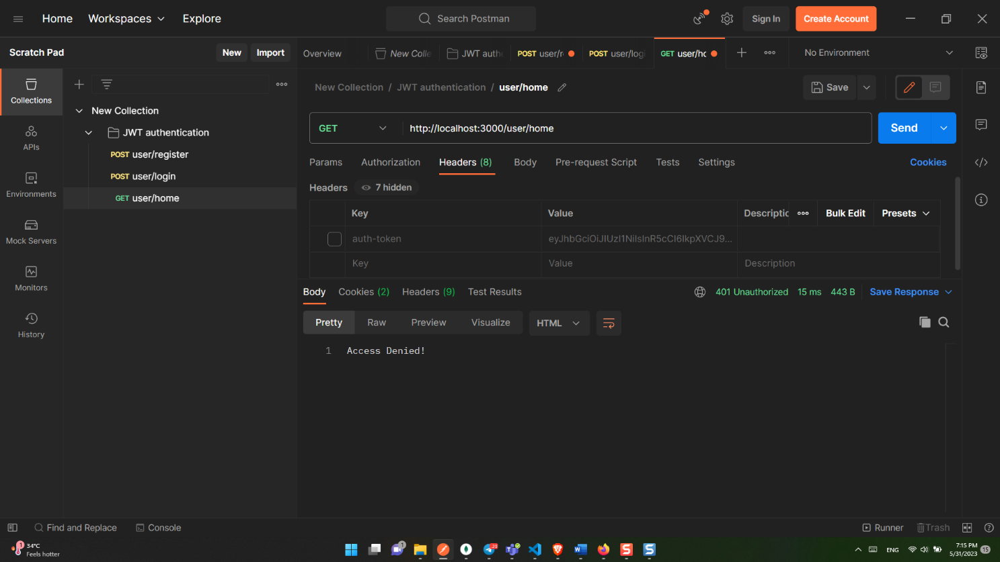 Home Workspaces Explore Search Postman Sign In Create Account
Scratch Pad New Import Overview New Colle JWT auth POST user/r POST user/logi GET user/ho No Environment
New Collection / JWT authentication / user/home Save
Collections
New Collection
JWT authentication
POST user/register
POST user/login
GET user/home
APIs
Environments
Mock Servers
Monitors
History
GET http://localhost:3000/user/home Send
Params Authorization Headers (8) Body Pre-request Script Tests Settings Cookies
Headers 7 hidden
Key Value Descriptic Bulk Edit Presets
auth-token
Key Value Description
Body Cookies (2) Headers (9) Test Results 401 Unauthorized 15 ms 443 B Save Response
Pretty Raw Preview Visualize HTML
1 Access Denied!
Find and Replace Console Runner Trash
1 34°C
Feels hotter
1
20
ENG 7:15 PM
5/31/2023 15